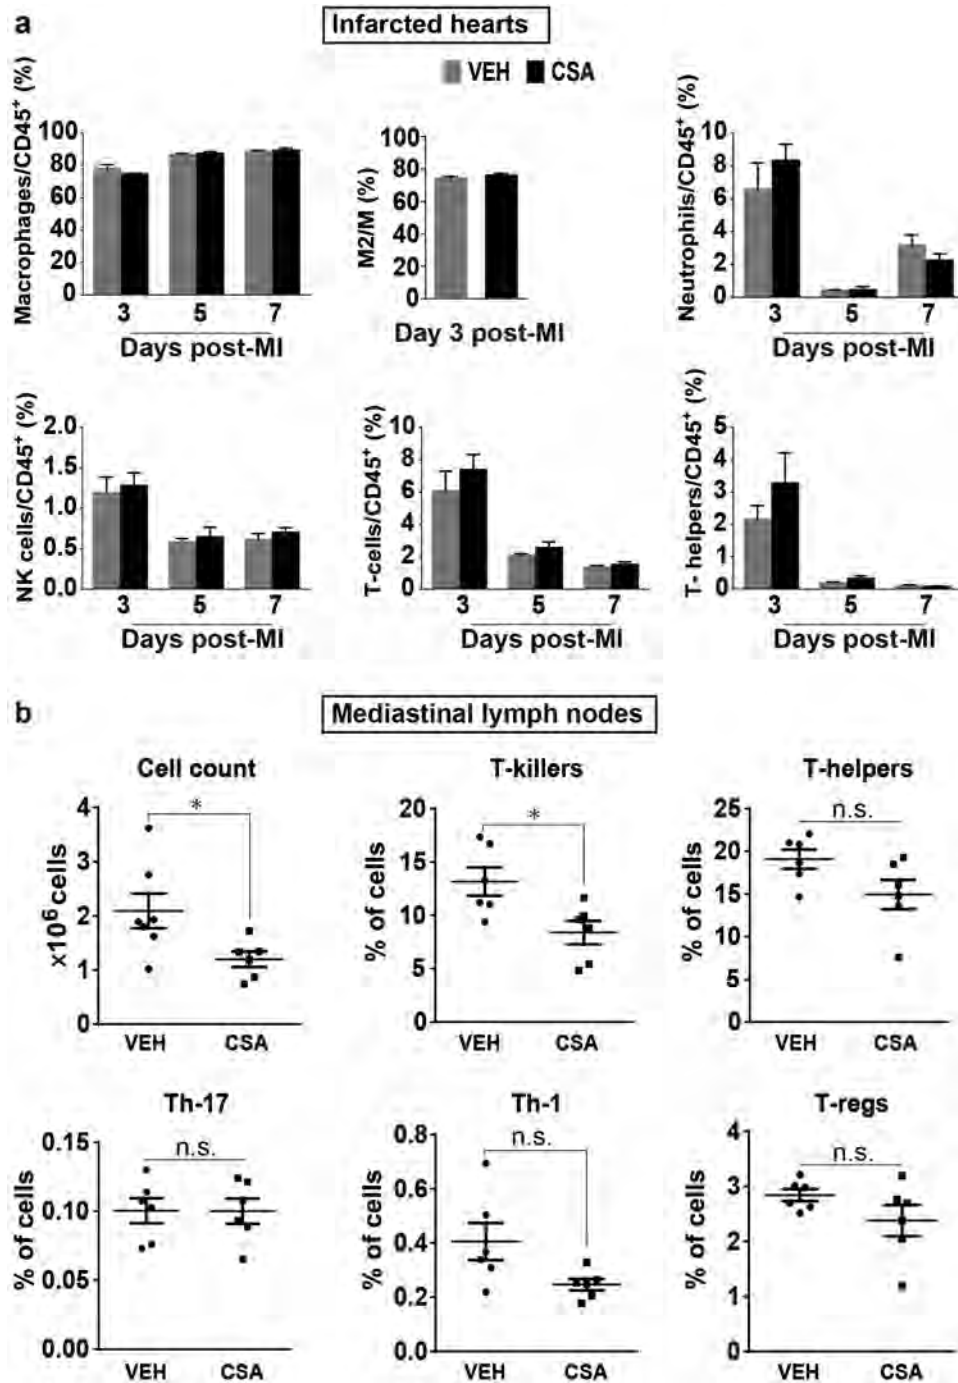 a
Infarcted hearts
VEH CSA
Macrophages/CD45⁺ (%)
100
80
60
40
20
0
3 5 7
Days post-MI
M2/M (%)
100
80
60
40
20
0
Day 3 post-MI
Neutrophils/CD45⁺ (%)
10
8
6
4
2
0
3 5 7
Days post-MI
NK cells/CD45⁺ (%)
2.0
1.5
1.0
0.5
0.0
3 5 7
Days post-MI
T-cells/CD45⁺ (%)
10
8
6
4
2
0
3 5 7
Days post-MI
T- helpers/CD45⁺ (%)
5
4
3
2
1
0
3 5 7
Days post-MI
b
Mediastinal lymph nodes
Cell count
x10⁶ cells
4
3
2
1
0
*
VEH CSA
T-killers
% of cells
20
15
10
5
0
*
VEH CSA
T-helpers
% of cells
25
20
15
10
5
0
n.s.
VEH CSA
Th-17
% of cells
0.15
0.10
0.05
0.00
n.s.
VEH CSA
Th-1
% of cells
0.8
0.6
0.4
0.2
0.0
n.s.
VEH CSA
T-regs
% of cells
4
3
2
1
0
n.s.
VEH CSA